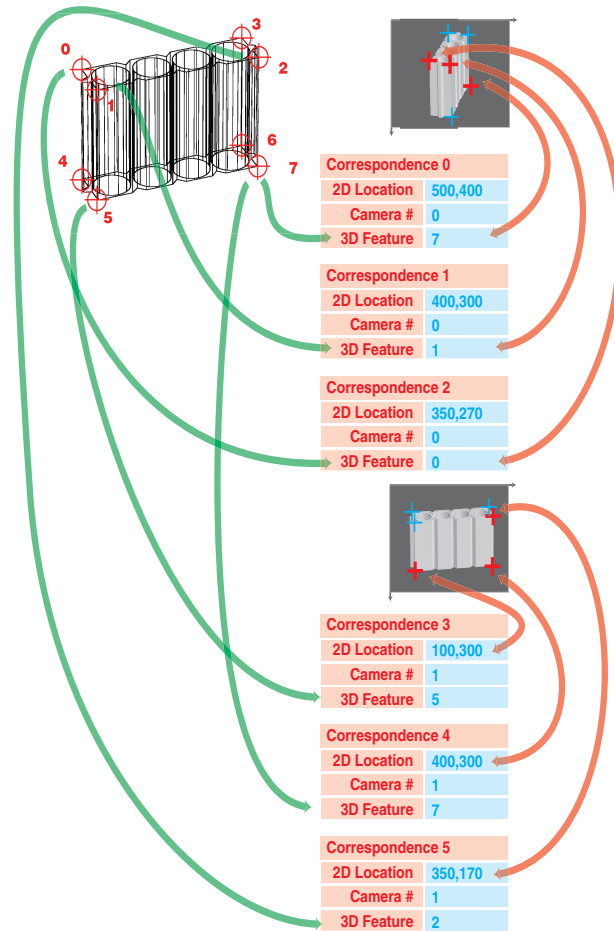 3
0
2
1
6
4
7
5
Correspondence 0
2D Location 500,400
Camera # 0
3D Feature 7
Correspondence 1
2D Location 400,300
Camera # 0
3D Feature 1
Correspondence 2
2D Location 350,270
Camera # 0
3D Feature 0
Correspondence 3
2D Location 100,300
Camera # 1
3D Feature 5
Correspondence 4
2D Location 400,300
Camera # 1
3D Feature 7
Correspondence 5
2D Location 350,170
Camera # 1
3D Feature 2